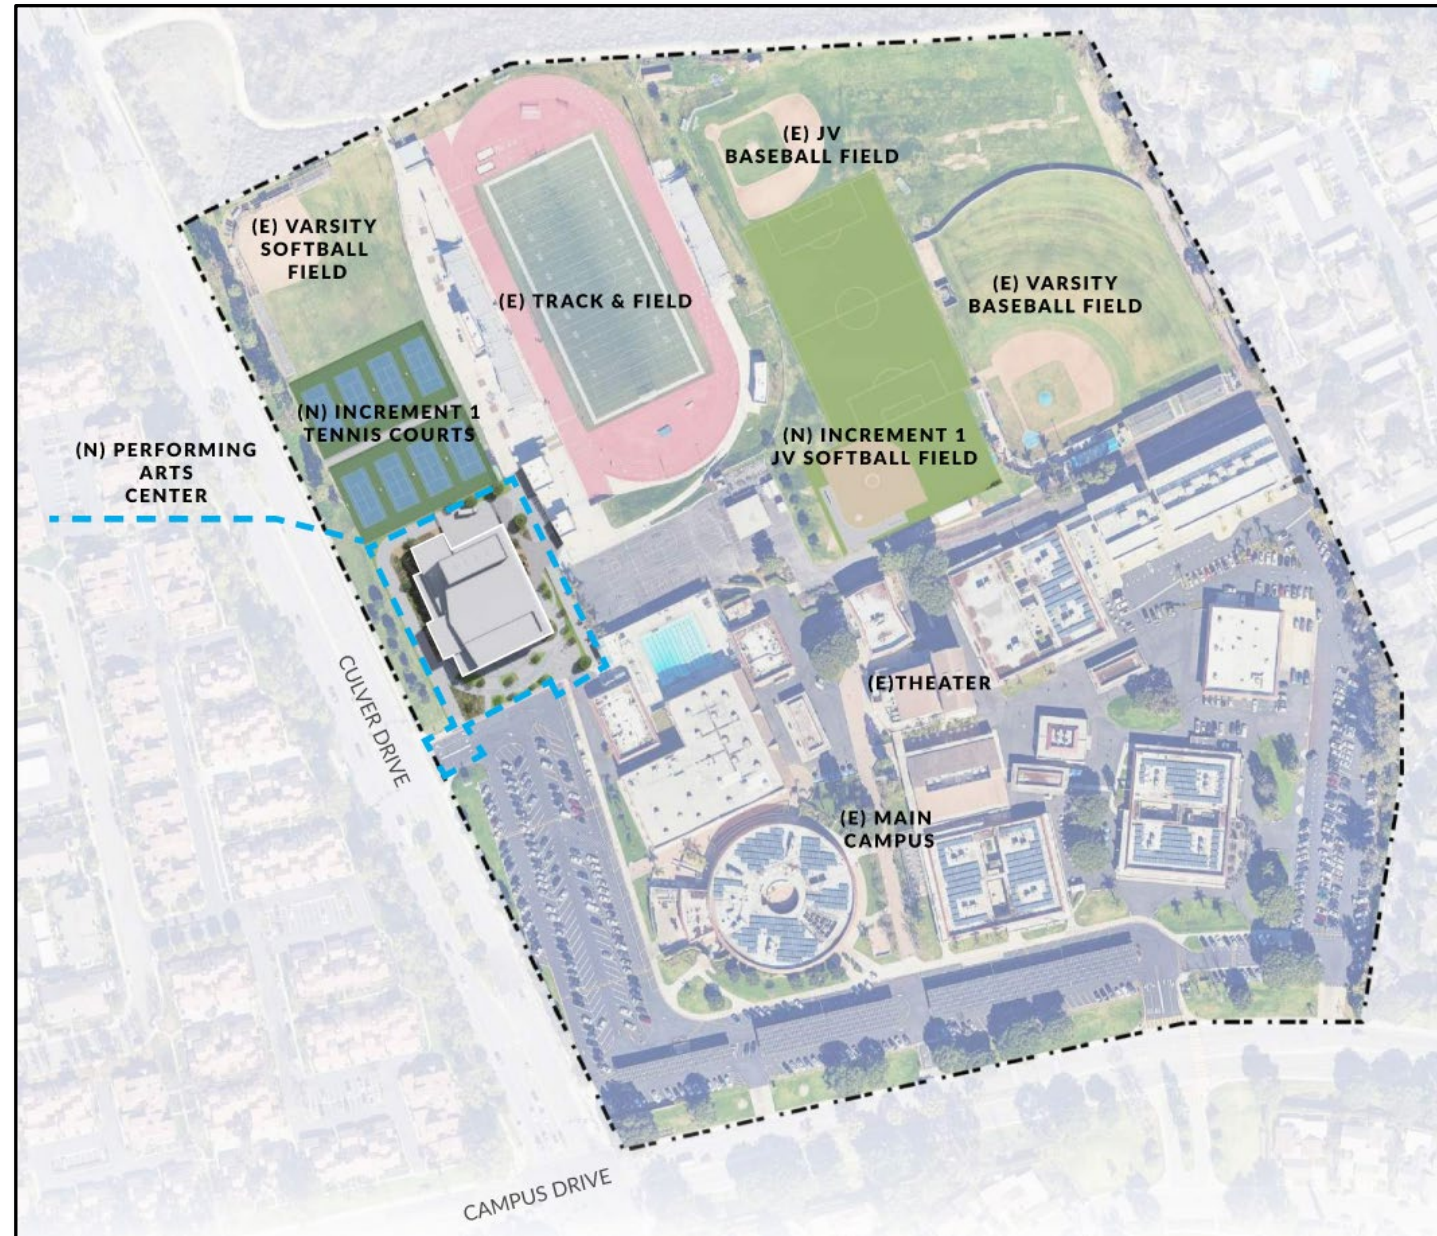 (E) JV
BASEBALL FIELD
(E) VARSITY
SOFTBALL
FIELD
(E) TRACK & FIELD
(E) VARSITY
BASEBALL FIELD
(N) INCREMENT 1
TENNIS COURTS
(N) PERFORMING
ARTS
CENTER
(N) INCREMENT 1
JV SOFTBALL FIELD
(E)THEATER
CULVER DRIVE
(E) MAIN
CAMPUS
CAMPUS DRIVE